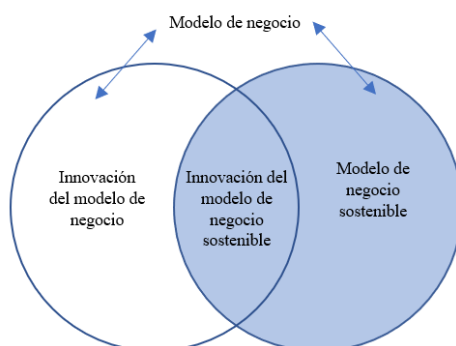 Modelo de negocio
Innovación
del modelo de
negocio
Innovación del
modelo de
negocio
sostenible
Modelo de
negocio
sostenible